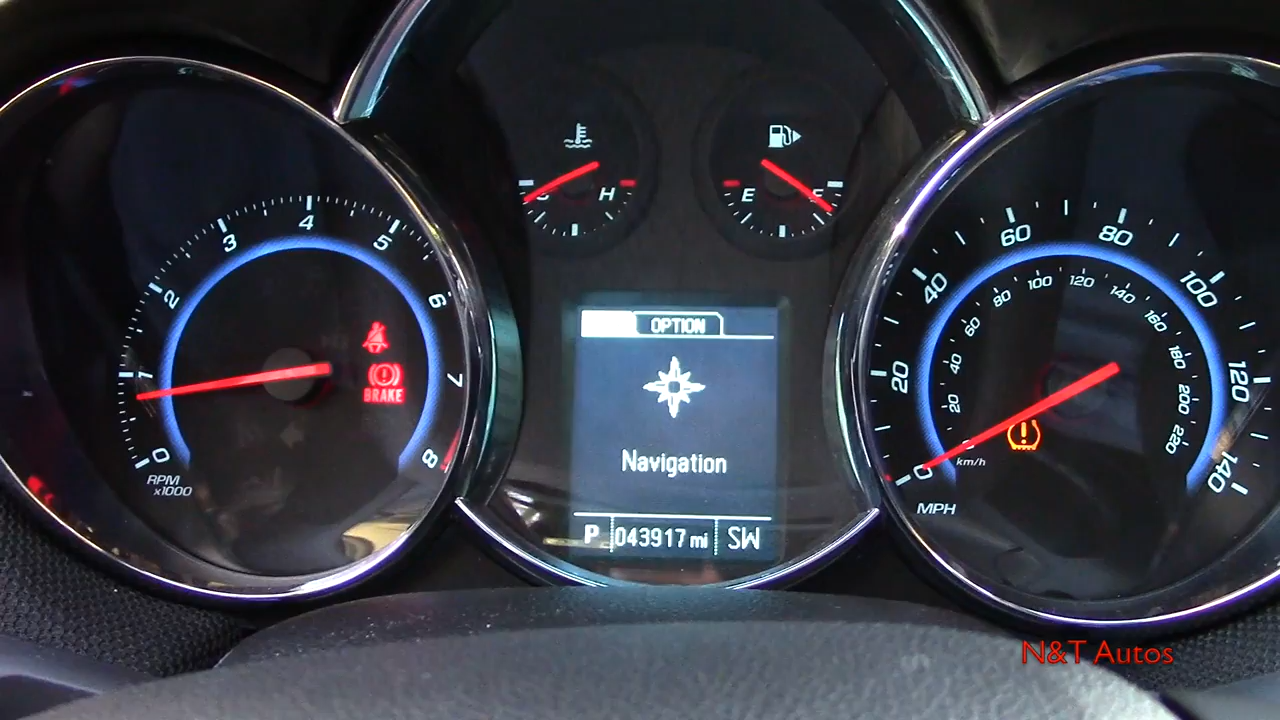 H
E
F
OPTION
Navigation
P 043917 mi SW
0
1
2
3
4
5
6
7
8
RPM
x1000
BRAKE
0
20
40
60
80
100
120
140
20
40
60
80
100
120
140
160
180
200
220
km/h
MPH
N&T Autos